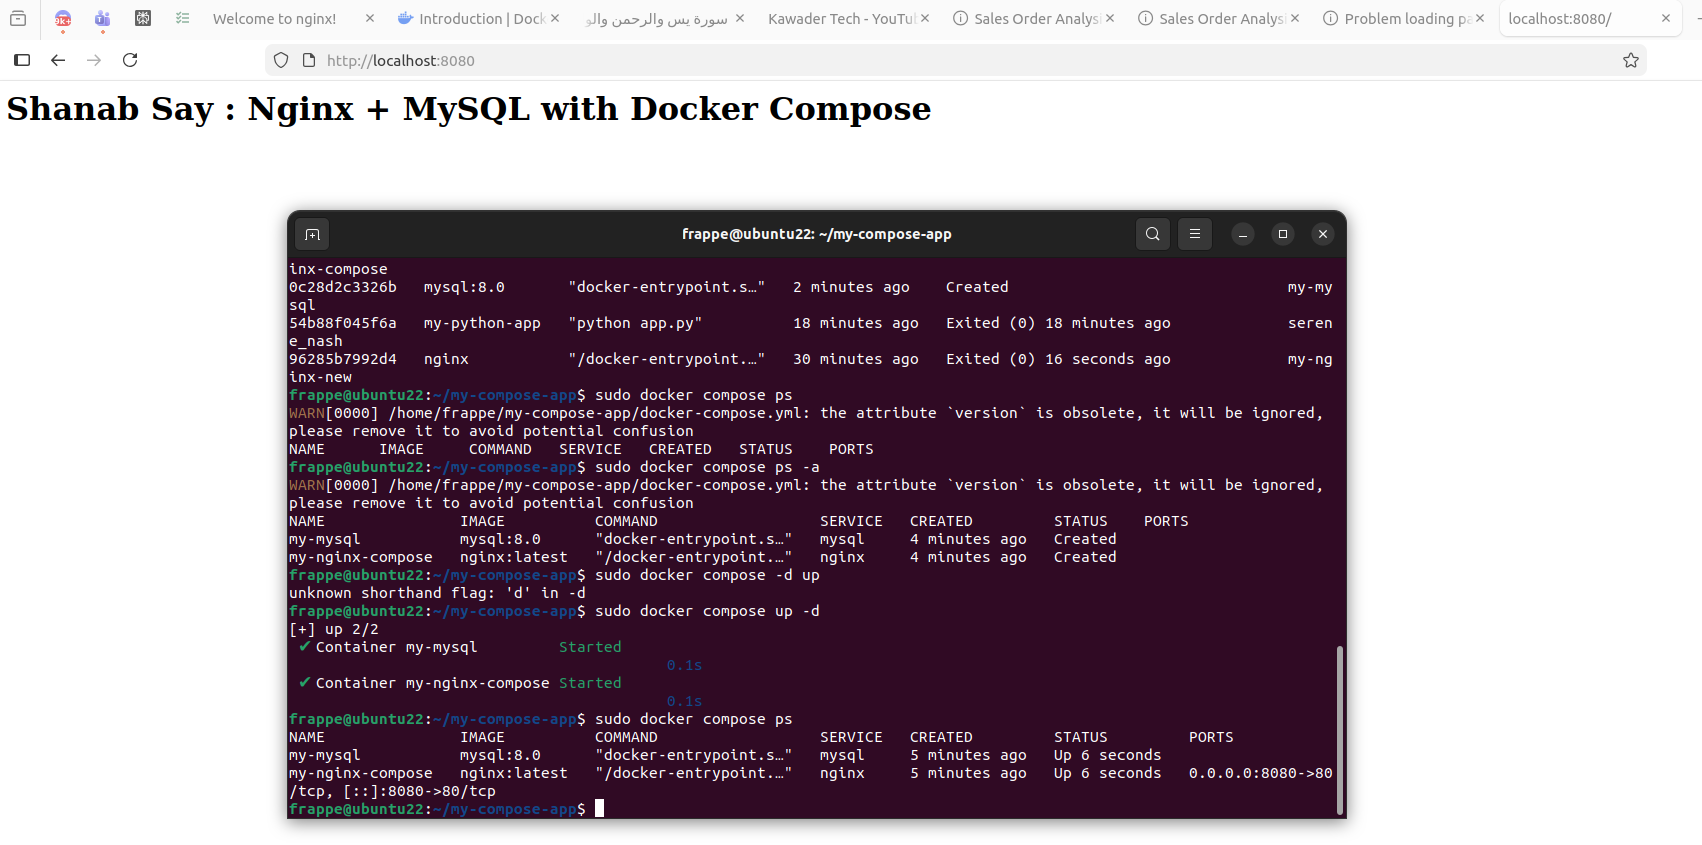 Welcome to nginx!
Introduction | Dock
سورة يس والرحمن والو
Kawader Tech - YouTu
Sales Order Analysi
Sales Order Analysi
Problem loading pa
localhost:8080/
http://localhost:8080
Shanab Say : Nginx + MySQL with Docker Compose
frappe@ubuntu22: ~/my-compose-app
inx-compose
0c28d2c3326b   mysql:8.0       "docker-entrypoint.s…"   2 minutes ago    Created                               my-my
sql
54b88f045f6a   my-python-app   "python app.py"          18 minutes ago   Exited (0) 18 minutes ago             seren
e_nash
96285b7992d4   nginx           "/docker-entrypoint.…"   30 minutes ago   Exited (0) 16 seconds ago             my-ng
inx-new
frappe@ubuntu22:~/my-compose-app$ sudo docker compose ps
WARN[0000] /home/frappe/my-compose-app/docker-compose.yml: the attribute `version` is obsolete, it will be ignored,
please remove it to avoid potential confusion
NAME      IMAGE     COMMAND   SERVICE   CREATED   STATUS    PORTS
frappe@ubuntu22:~/my-compose-app$ sudo docker compose ps -a
WARN[0000] /home/frappe/my-compose-app/docker-compose.yml: the attribute `version` is obsolete, it will be ignored,
please remove it to avoid potential confusion
NAME               IMAGE          COMMAND                  SERVICE   CREATED         STATUS    PORTS
my-mysql           mysql:8.0      "docker-entrypoint.s…"   mysql     4 minutes ago   Created
my-nginx-compose   nginx:latest   "/docker-entrypoint.…"   nginx     4 minutes ago   Created
frappe@ubuntu22:~/my-compose-app$ sudo docker compose -d up
unknown shorthand flag: 'd' in -d
frappe@ubuntu22:~/my-compose-app$ sudo docker compose up -d
[+] up 2/2
✔ Container my-mysql         Started
0.1s
✔ Container my-nginx-compose Started
0.1s
frappe@ubuntu22:~/my-compose-app$ sudo docker compose ps
NAME               IMAGE          COMMAND                  SERVICE   CREATED         STATUS         PORTS
my-mysql           mysql:8.0      "docker-entrypoint.s…"   mysql     5 minutes ago   Up 6 seconds
my-nginx-compose   nginx:latest   "/docker-entrypoint.…"   nginx     5 minutes ago   Up 6 seconds   0.0.0.0:8080->80
/tcp, [::]:8080->80/tcp
frappe@ubuntu22:~/my-compose-app$